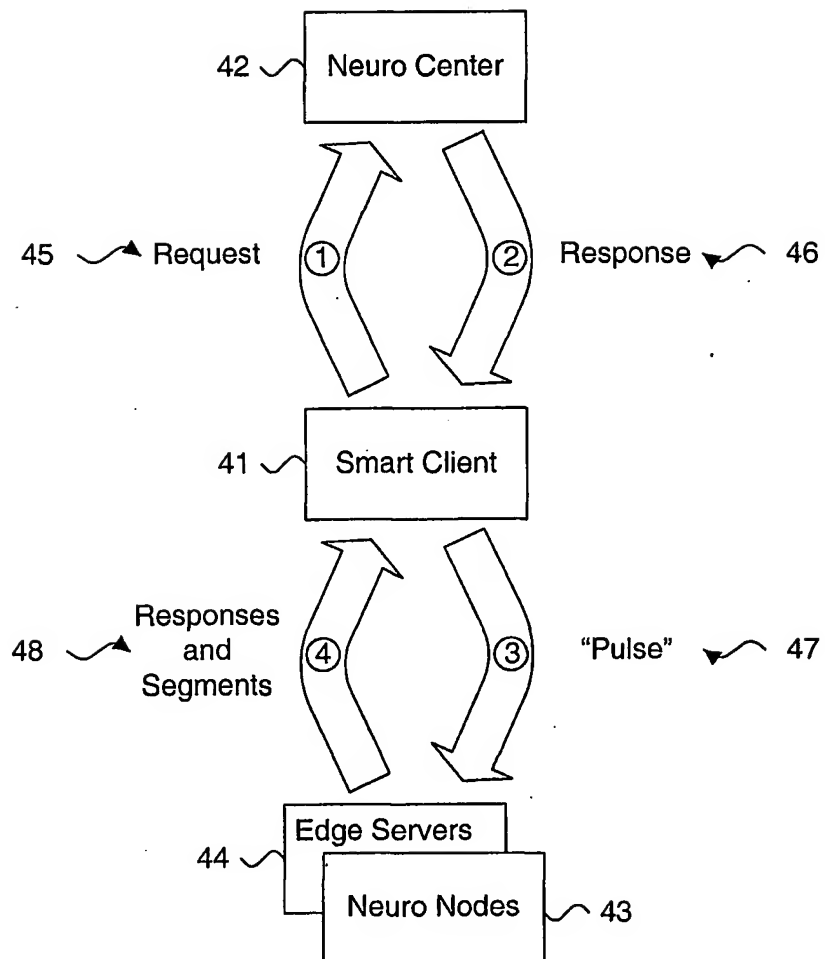 42 Neuro Center
45 Request 1 2 Response 46
41 Smart Client
48 Responses and Segments 4 3 “Pulse” 47
Edge Servers
44
Neuro Nodes 43